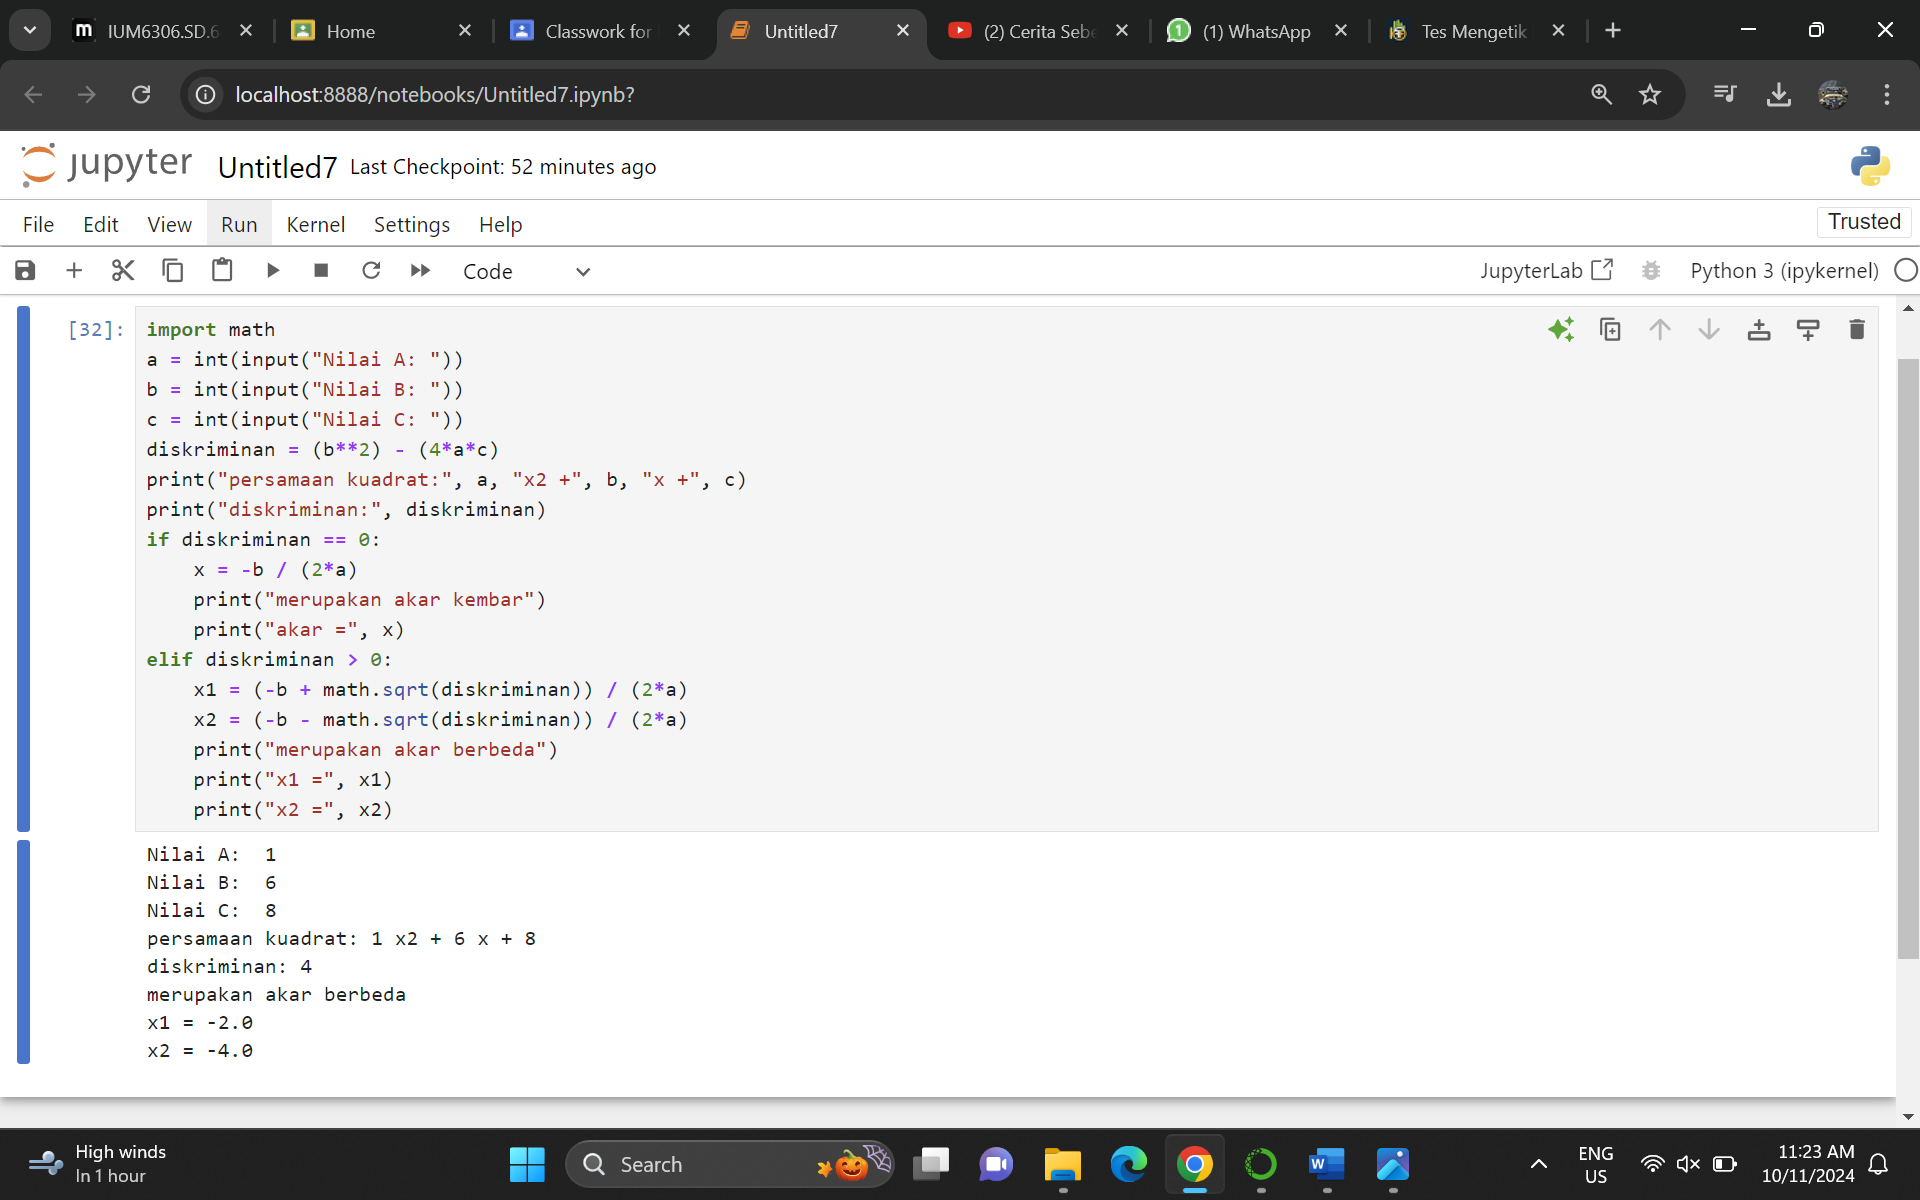 IUM6306.SD.6
Home
Classwork for
Untitled7
(2) Cerita Sebe
(1) WhatsApp
Tes Mengetik
localhost:8888/notebooks/Untitled7.ipynb?
jupyter Untitled7 Last Checkpoint: 52 minutes ago
File Edit View Run Kernel Settings Help Trusted
Code JupyterLab Python 3 (ipykernel)
[32]: import math
a = int(input("Nilai A: "))
b = int(input("Nilai B: "))
c = int(input("Nilai C: "))
diskriminan = (b**2) - (4*a*c)
print("persamaan kuadrat:", a, "x2 +", b, "x +", c)
print("diskriminan:", diskriminan)
if diskriminan == 0:
    x = -b / (2*a)
    print("merupakan akar kembar")
    print("akar =", x)
elif diskriminan > 0:
    x1 = (-b + math.sqrt(diskriminan)) / (2*a)
    x2 = (-b - math.sqrt(diskriminan)) / (2*a)
    print("merupakan akar berbeda")
    print("x1 =", x1)
    print("x2 =", x2)
Nilai A:  1
Nilai B:  6
Nilai C:  8
persamaan kuadrat: 1 x2 + 6 x + 8
diskriminan: 4
merupakan akar berbeda
x1 = -2.0
x2 = -4.0
High winds
In 1 hour
Search
ENG
US
11:23 AM
10/11/2024